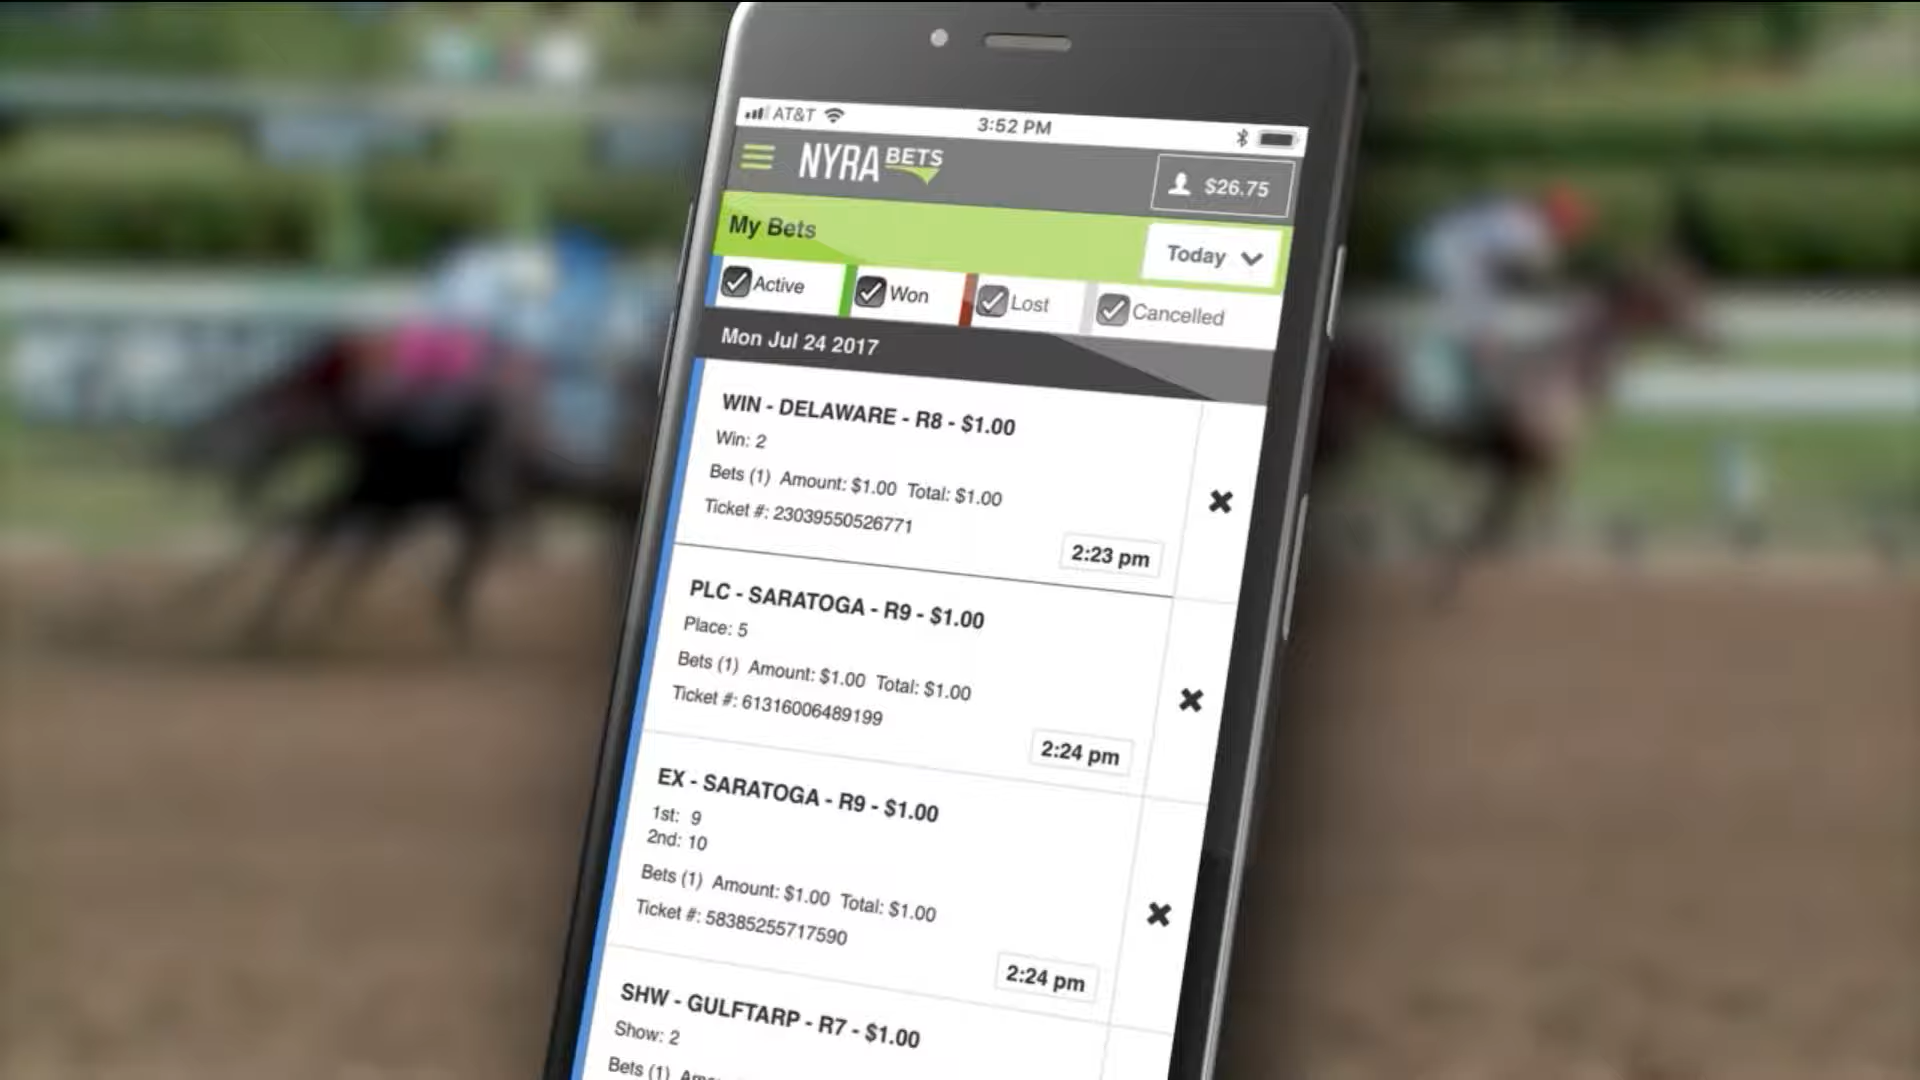 AT&T 3:52 PM
NYRA BETS $26.75
My Bets Today
Active Won Lost Cancelled
Mon Jul 24 2017
WIN - DELAWARE - R8 - $1.00
Win: 2
Bets (1) Amount: $1.00 Total: $1.00
Ticket #: 23039550526771
2:23 pm
PLC - SARATOGA - R9 - $1.00
Place: 5
Bets (1) Amount: $1.00 Total: $1.00
Ticket #: 61316006489199
2:24 pm
EX - SARATOGA - R9 - $1.00
1st: 9
2nd: 10
Bets (1) Amount: $1.00 Total: $1.00
Ticket #: 58385255717590
2:24 pm
SHW - GULFTARP - R7 - $1.00
Show: 2
Bets (1)